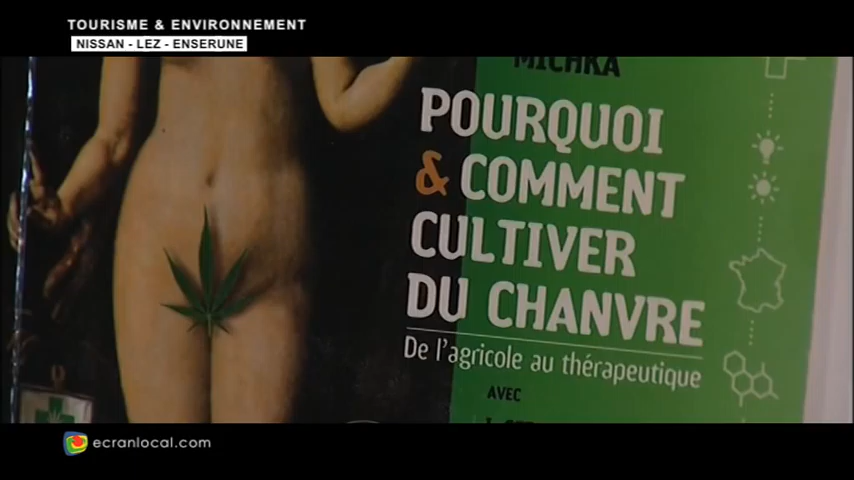 TOURISME & ENVIRONNEMENT
NISSAN - LEZ - ENSERUNE
MICHKA
POURQUOI
& COMMENT
CULTIVER
DU CHANVRE
De l'agricole au thérapeutique
AVEC
ecranlocal.com